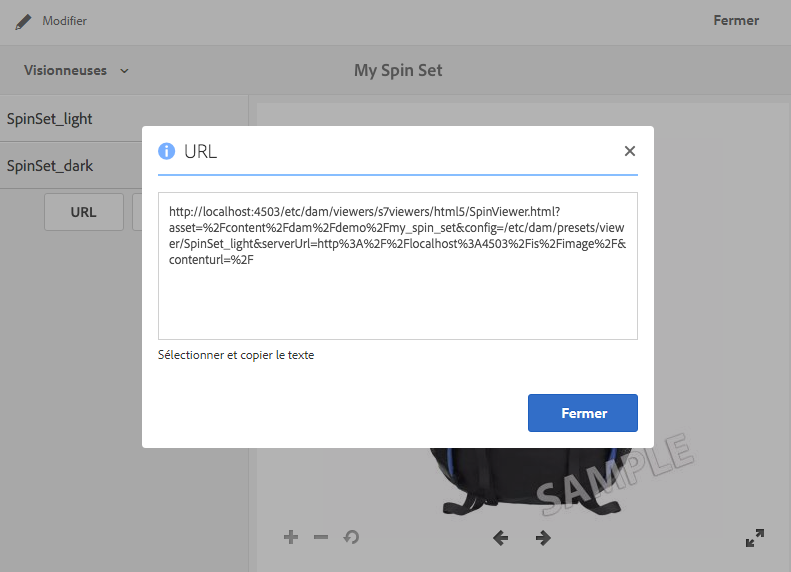 Modifier
Fermer
Visionneuses
My Spin Set
SpinSet_light
SpinSet_dark
URL
URL
http://localhost:4503/etc/dam/viewers/s7viewers/html5/SpinViewer.html?
asset=%2Fcontent%2Fdam%2Fdemo%2Fmy_spin_set&config=/etc/dam/presets/view
er/SpinSet_light&serverUrl=http%3A%2F%2Flocalhost%3A4503%2Fis%2Fimage%2F&
contenturl=%2F
Sélectionner et copier le texte
Fermer
SAMPLE